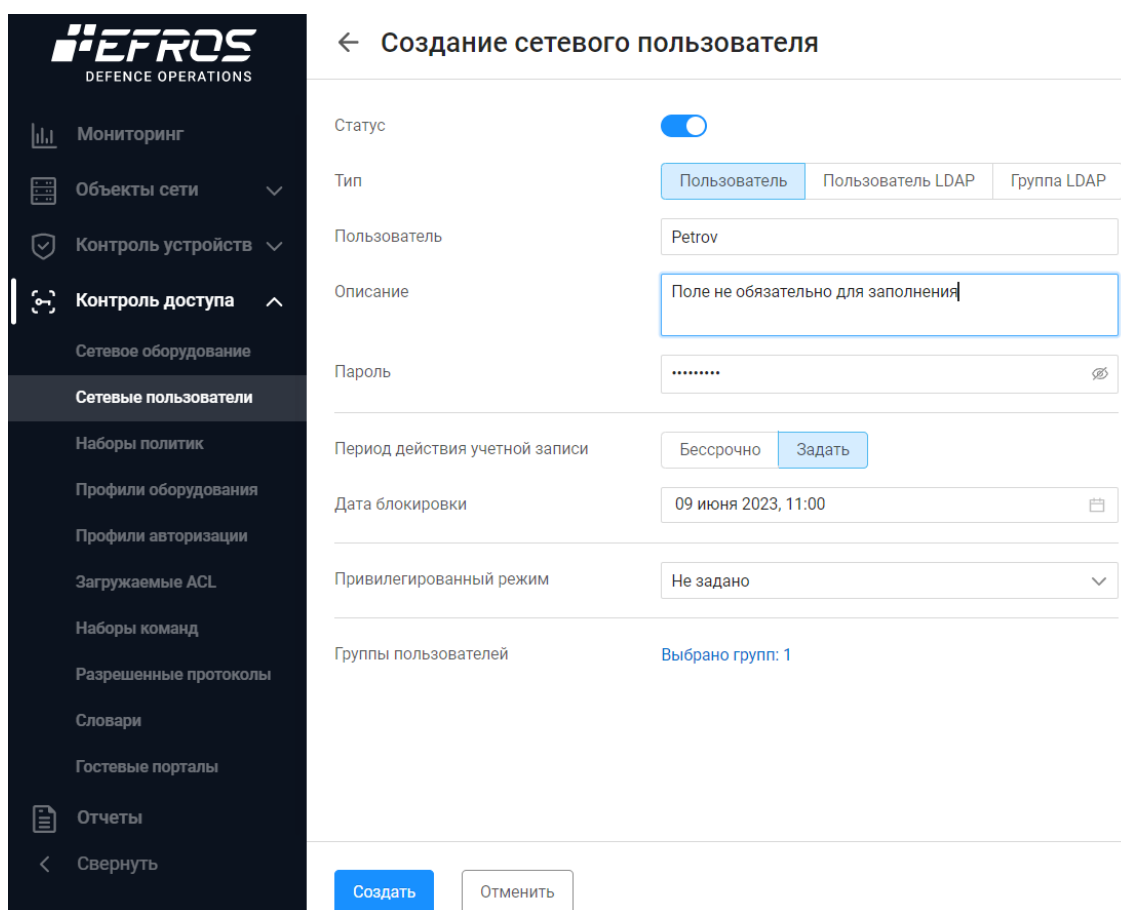 EFROS
DEFENCE OPERATIONS
Мониторинг
Объекты сети
Контроль устройств
Контроль доступа
Сетевое оборудование
Сетевые пользователи
Наборы политик
Профили оборудования
Профили авторизации
Загружаемые ACL
Наборы команд
Разрешенные протоколы
Словари
Гостевые порталы
Отчеты
Свернуть
Создание сетевого пользователя
Статус
Тип Пользователь Пользователь LDAP Группа LDAP
Пользователь Petrov
Описание Поле не обязательно для заполнения
Пароль •••••••••
Период действия учетной записи Бессрочно Задать
Дата блокировки 09 июня 2023, 11:00
Привилегированный режим Не задано
Группы пользователей Выбрано групп: 1
Создать Отменить